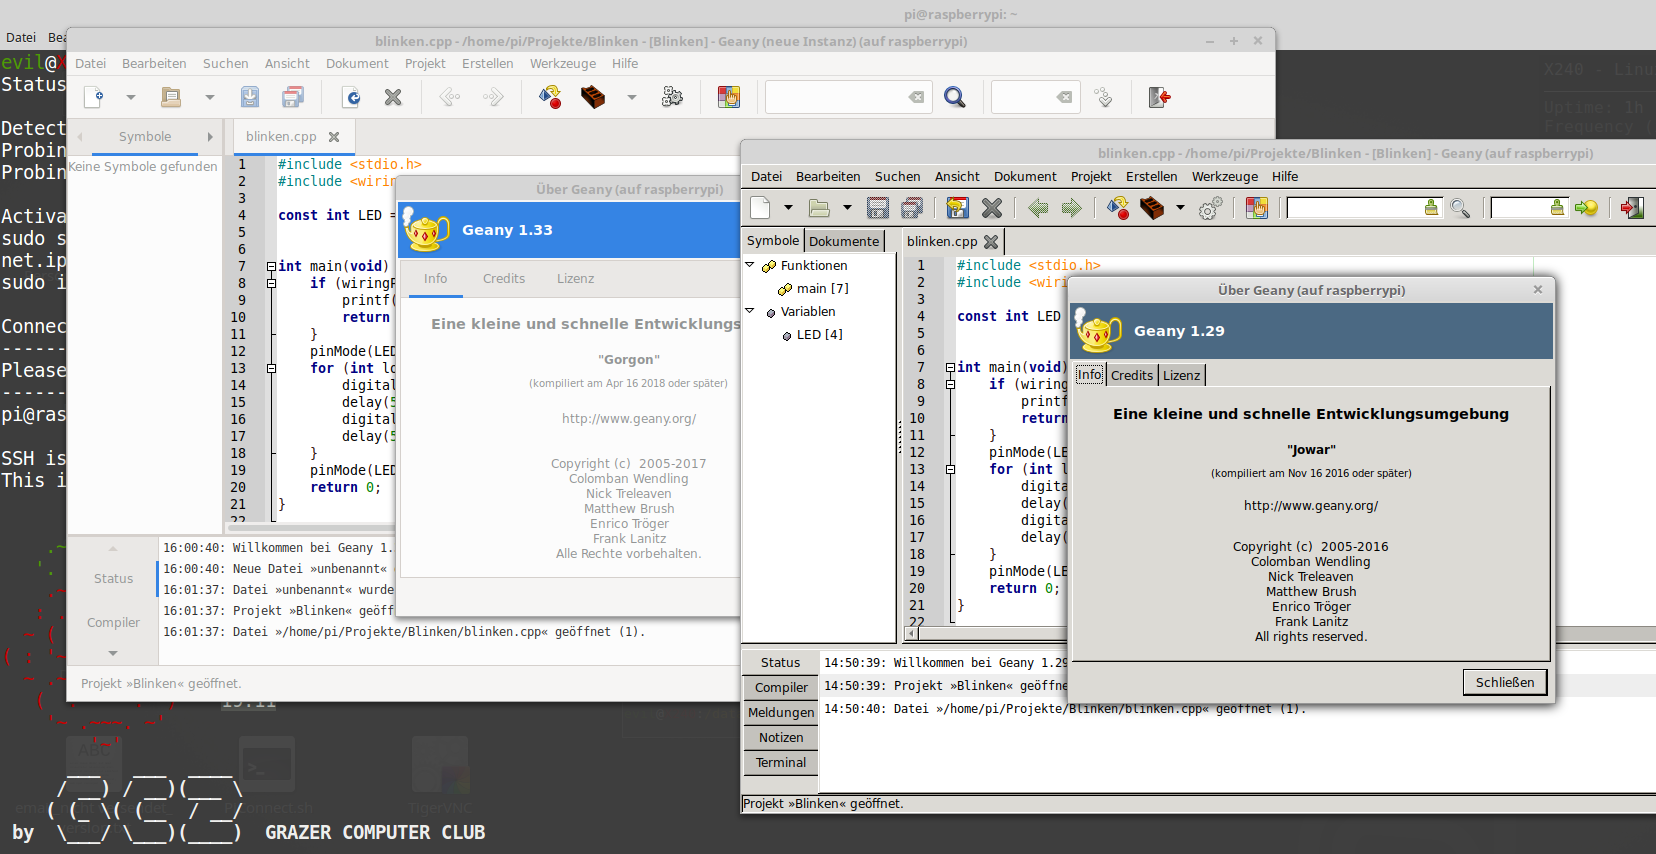 pi@raspberrypi: ~
Datei
evil@
Status
Detect
Probin
Probin
Activa
sudo s
net.ip
sudo i
Connec
Please
pi@ras
SSH is
This i
by
GRAZER COMPUTER CLUB
X240 - Linu
Uptime: 1h
Frequency (
TigerVNC
blinken.cpp - /home/pi/Projekte/Blinken - [Blinken] - Geany (neue Instanz) (auf raspberrypi)
Datei Bearbeiten Suchen Ansicht Dokument Projekt Erstellen Werkzeuge Hilfe
Symbole
blinken.cpp
Keine Symbole gefunden
1 #include <stdio.h>
2 #include <wirin
3
4 const int LED =
5
6
7 int main(void)
8 if (wiringP
9 printf(
10 return
11 }
12 pinMode(LED
13 for (int lo
14 digital
15 delay(5
16 digital
17 delay(5
18 }
19 pinMode(LED
20 return 0;
21 }
22
Status
Compiler
16:00:40: Willkommen bei Geany 1.
16:00:40: Neue Datei »unbenannt«
16:01:37: Datei »unbenannt« wurde
16:01:37: Projekt »Blinken« geöff
16:01:37: Datei »/home/pi/Projekte/Blinken/blinken.cpp« geöffnet (1).
Projekt »Blinken« geöffnet.
Über Geany (auf raspberrypi)
Geany 1.33
Info Credits Lizenz
Eine kleine und schnelle Entwicklungs
"Gorgon"
(kompiliert am Apr 16 2018 oder später)
http://www.geany.org/
Copyright (c) 2005-2017
Colomban Wendling
Nick Treleaven
Matthew Brush
Enrico Tröger
Frank Lanitz
Alle Rechte vorbehalten.
blinken.cpp - /home/pi/Projekte/Blinken - [Blinken] - Geany (auf raspberrypi)
Datei Bearbeiten Suchen Ansicht Dokument Projekt Erstellen Werkzeuge Hilfe
Symbole Dokumente
blinken.cpp
Funktionen
main [7]
Variablen
LED [4]
1 #include <stdio.h>
2 #include <wiri
3
4 const int LED
5
6
7 int main(void)
8 if (wiring
9 printf
10 return
11 }
12 pinMode(LE
13 for (int l
14 digita
15 delay(
16 digita
17 delay(
18 }
19 pinMode(LE
20 return 0;
21 }
22
Status
Compiler
Meldungen
Notizen
Terminal
14:50:39: Willkommen bei Geany 1.29
14:50:39: Projekt »Blinken« geöffne
14:50:40: Datei »/home/pi/Projekte/Blinken/blinken.cpp« geöffnet (1).
Projekt »Blinken« geöffnet.
Über Geany (auf raspberrypi)
Geany 1.29
Info Credits Lizenz
Eine kleine und schnelle Entwicklungsumgebung
"Jowar"
(kompiliert am Nov 16 2016 oder später)
http://www.geany.org/
Copyright (c) 2005-2016
Colomban Wendling
Nick Treleaven
Matthew Brush
Enrico Tröger
Frank Lanitz
All rights reserved.
Schließen